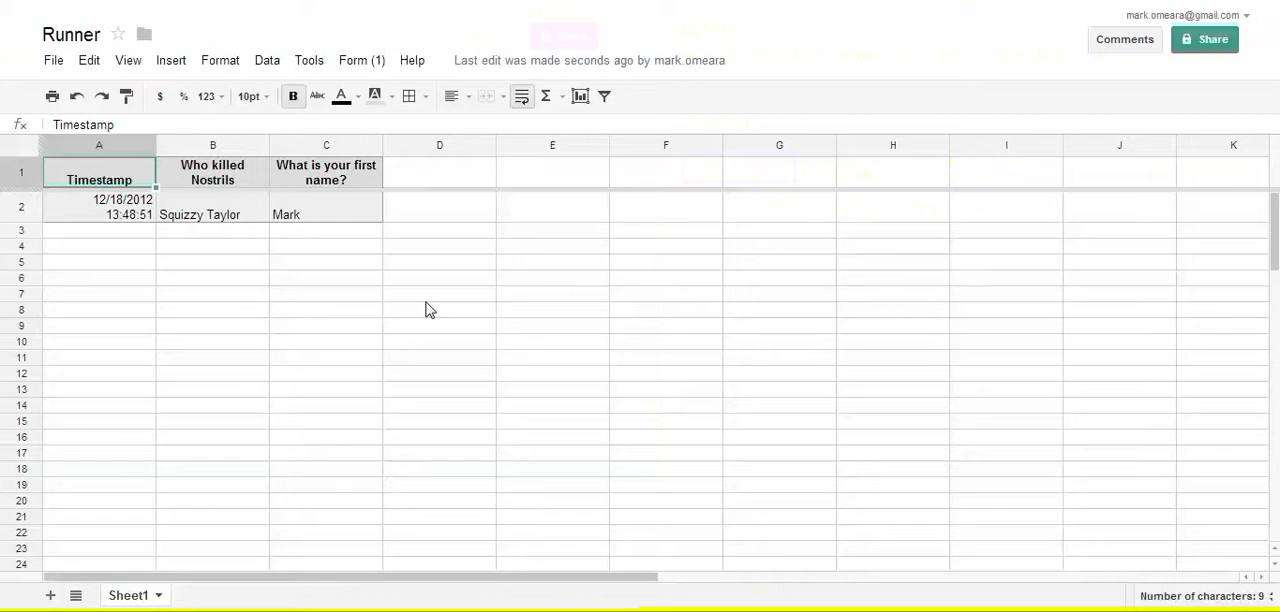 mark.omeara@gmail.com
Runner
Comments
Share
File Edit View Insert Format Data Tools Form (1) Help Last edit was made seconds ago by mark.omeara
$ % 123 10pt B Abc A A Σ
fx Timestamp
A B C D E F G H I J K
1 Timestamp Who killed Nostrils What is your first name?
2 12/18/2012 13:48:51 Squizzy Taylor Mark
3
4
5
6
7
8
9
10
11
12
13
14
15
16
17
18
19
20
21
22
23
24
+ Sheet1 Number of characters: 9